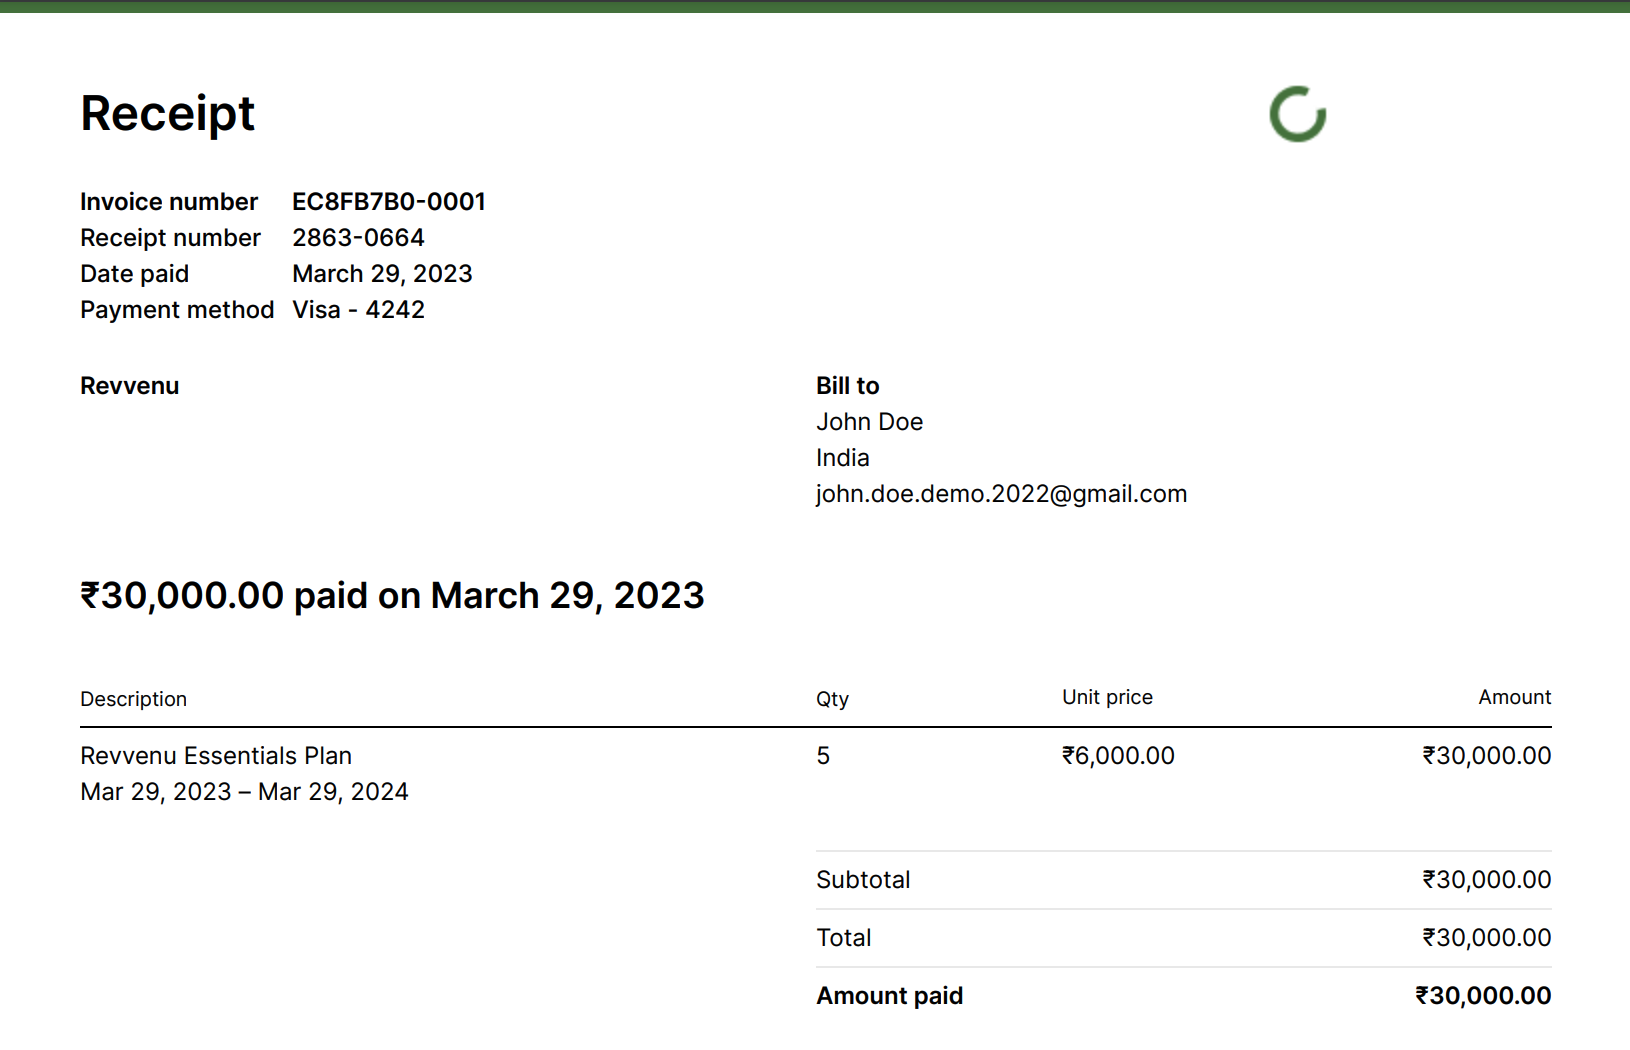 Receipt
Invoice number EC8FB7B0-0001
Receipt number 2863-0664
Date paid March 29, 2023
Payment method Visa - 4242
Revvenu
Bill to
John Doe
India
john.doe.demo.2022@gmail.com
₹30,000.00 paid on March 29, 2023
Description Qty Unit price Amount
Revvenu Essentials Plan 5 ₹6,000.00 ₹30,000.00
Mar 29, 2023 – Mar 29, 2024
Subtotal ₹30,000.00
Total ₹30,000.00
Amount paid ₹30,000.00